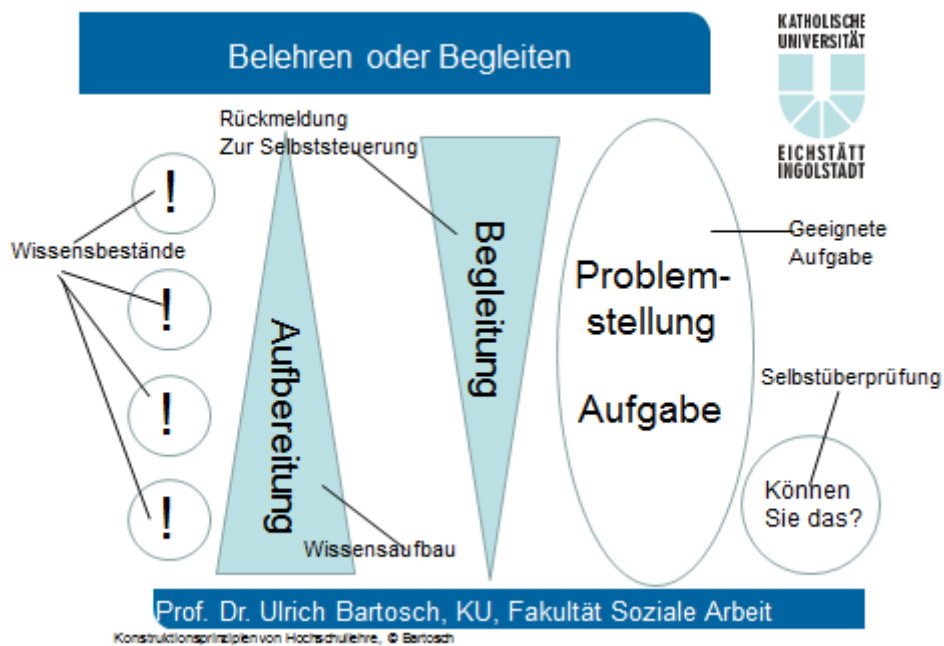 Belehren oder Begleiten
KATHOLISCHE
UNIVERSITÄT
EICHSTÄTT
INGOLSTADT
Rückmeldung
Zur Selbststeuerung
!
!
!
!
Wissensbestände
Aufbereitung
Wissensaufbau
Begleitung
Problem-
stellung
Aufgabe
Geeignete
Aufgabe
Selbstüberprüfung
Können
Sie das?
Prof. Dr. Ulrich Bartosch, KU, Fakultät Soziale Arbeit
Konstruktionsprinzipien von Hochschullehre, © Bartosch